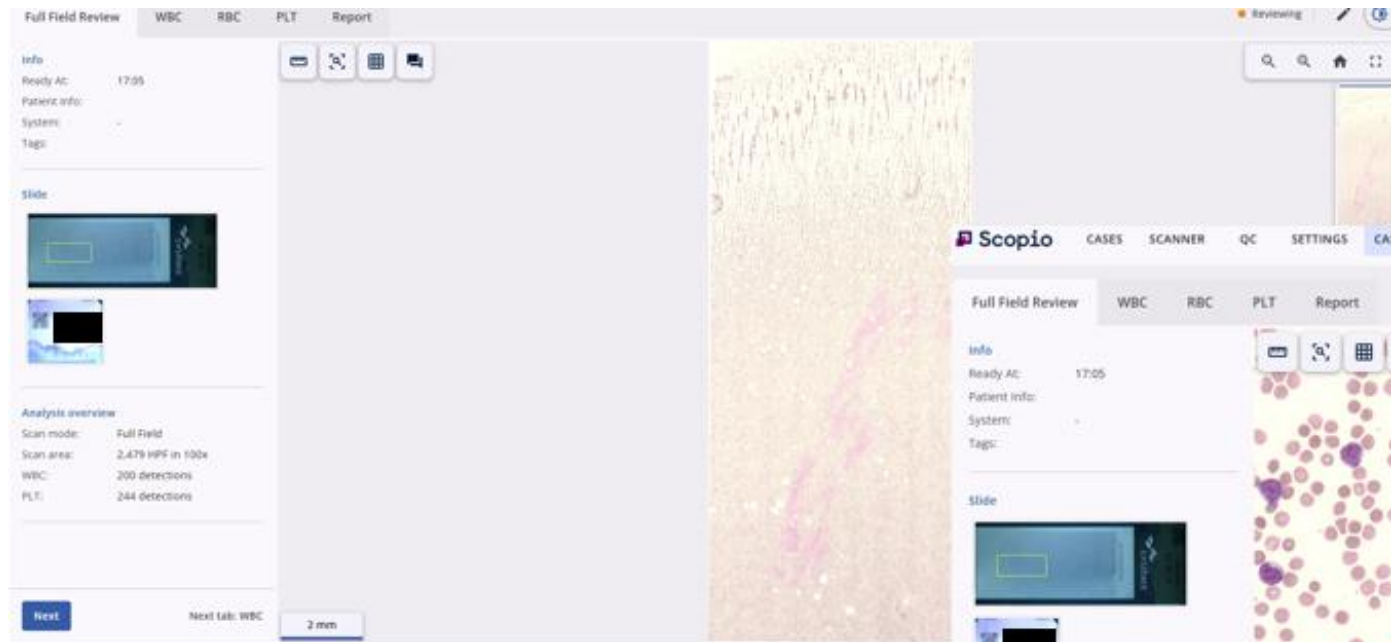 Full Field Review WBC RBC PLT Report
Reviewing
Info
Ready At: 17:05
Patient Info:
System: -
Tags:
Slide
Analysis overview
Scan mode: Full Field
Scan area: 2,479 HPF in 100x
WBC: 200 detections
PLT: 244 detections
Next Next tab: WBC
2 mm
Scopio CASES SCANNER QC SETTINGS CA
Full Field Review WBC RBC PLT Report
Info
Ready At: 17:05
Patient Info:
System: -
Tags:
Slide